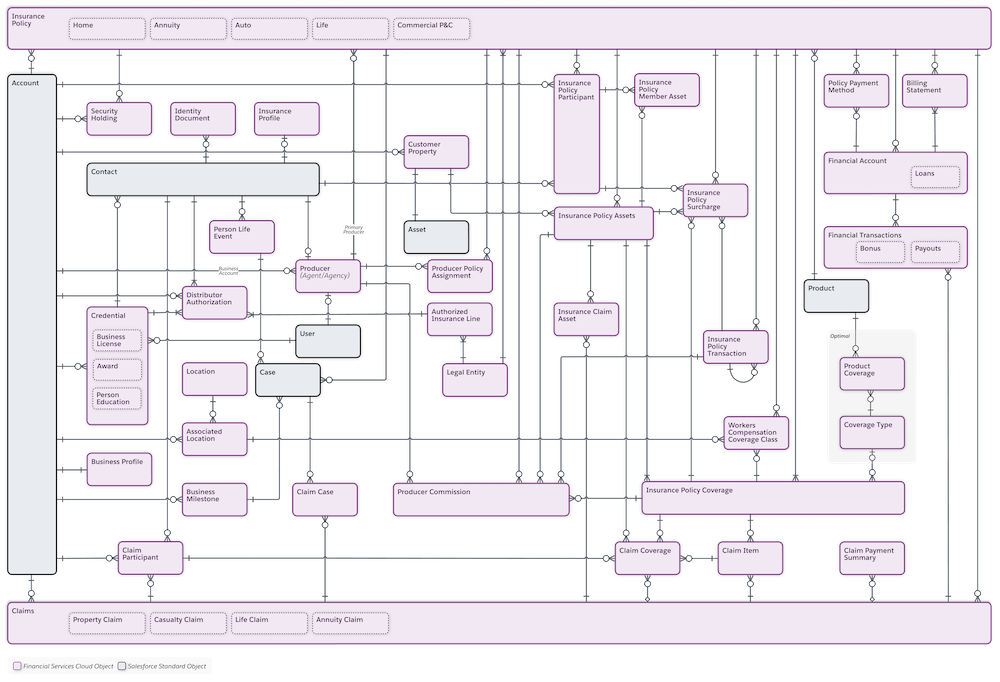 Insurance
Policy
Home
Annuity
Auto
Life
Commercial P&C
Account
Security
Holding
Identity
Document
Insurance
Profile
Insurance
Policy
Participant
Insurance
Policy
Member Asset
Policy Payment
Method
Billing
Statement
Customer
Property
Contact
Financial Account
Loans
Insurance
Policy
Surcharge
Person Life
Event
Primary
Producer
Asset
Insurance Policy Assets
Financial Transactions
Bonus
Payouts
Business
Account
Producer
(Agent/Agency)
Producer Policy
Assignment
Product
Distributor
Authorization
Credential
Business
License
Award
Person
Education
User
Authorized
Insurance Line
Insurance Claim
Asset
Insurance
Policy
Transaction
Optimal
Product
Coverage
Location
Case
Legal Entity
Associated
Location
Workers
Compensation
Coverage Class
Coverage Type
Business Profile
Business
Milestone
Claim Case
Producer Commission
Insurance Policy Coverage
Claim
Participant
Claim Coverage
Claim Item
Claim Payment
Summary
Claims
Property Claim
Casualty Claim
Life Claim
Annuity Claim
Financial Services Cloud Object
Salesforce Standard Object